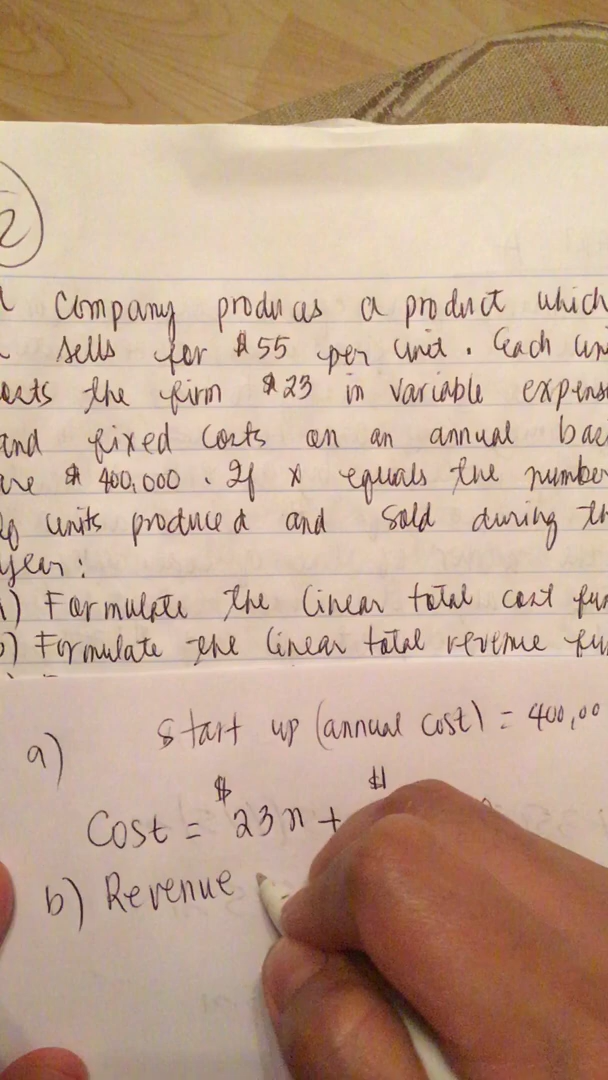 2
Company produces a product which
sells for $55 per unit. Each
the firm $23 in variable
and fixed costs on an annual
$400,000. If x equals the number
units produced and sold during
year:
) Formulate the linear total cost
) Formulate the linear total revenue
a) start up (annual cost) = 400,00
$ $
Cost = 23x +
b) Revenue